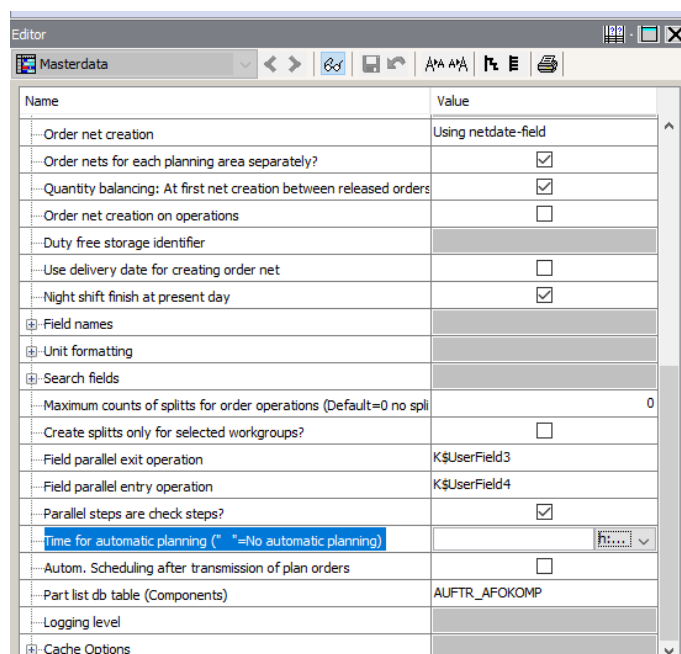 Editor
Masterdata
Name Value
Order net creation Using netdate-field
Order nets for each planning area separately?
Quantity balancing: At first net creation between released orders
Order net creation on operations
Duty free storage identifier
Use delivery date for creating order net
Night shift finish at present day
Field names
Unit formatting
Search fields
Maximum counts of splitts for order operations (Default=0 no spli 0
Create splitts only for selected workgroups?
Field parallel exit operation K$UserField3
Field parallel entry operation K$UserField4
Parallel steps are check steps?
Time for automatic planning ("  "=No automatic planning) h:...
Autom. Scheduling after transmission of plan orders
Part list db table (Components) AUFTR_AFOKOMP
Logging level
Cache Options